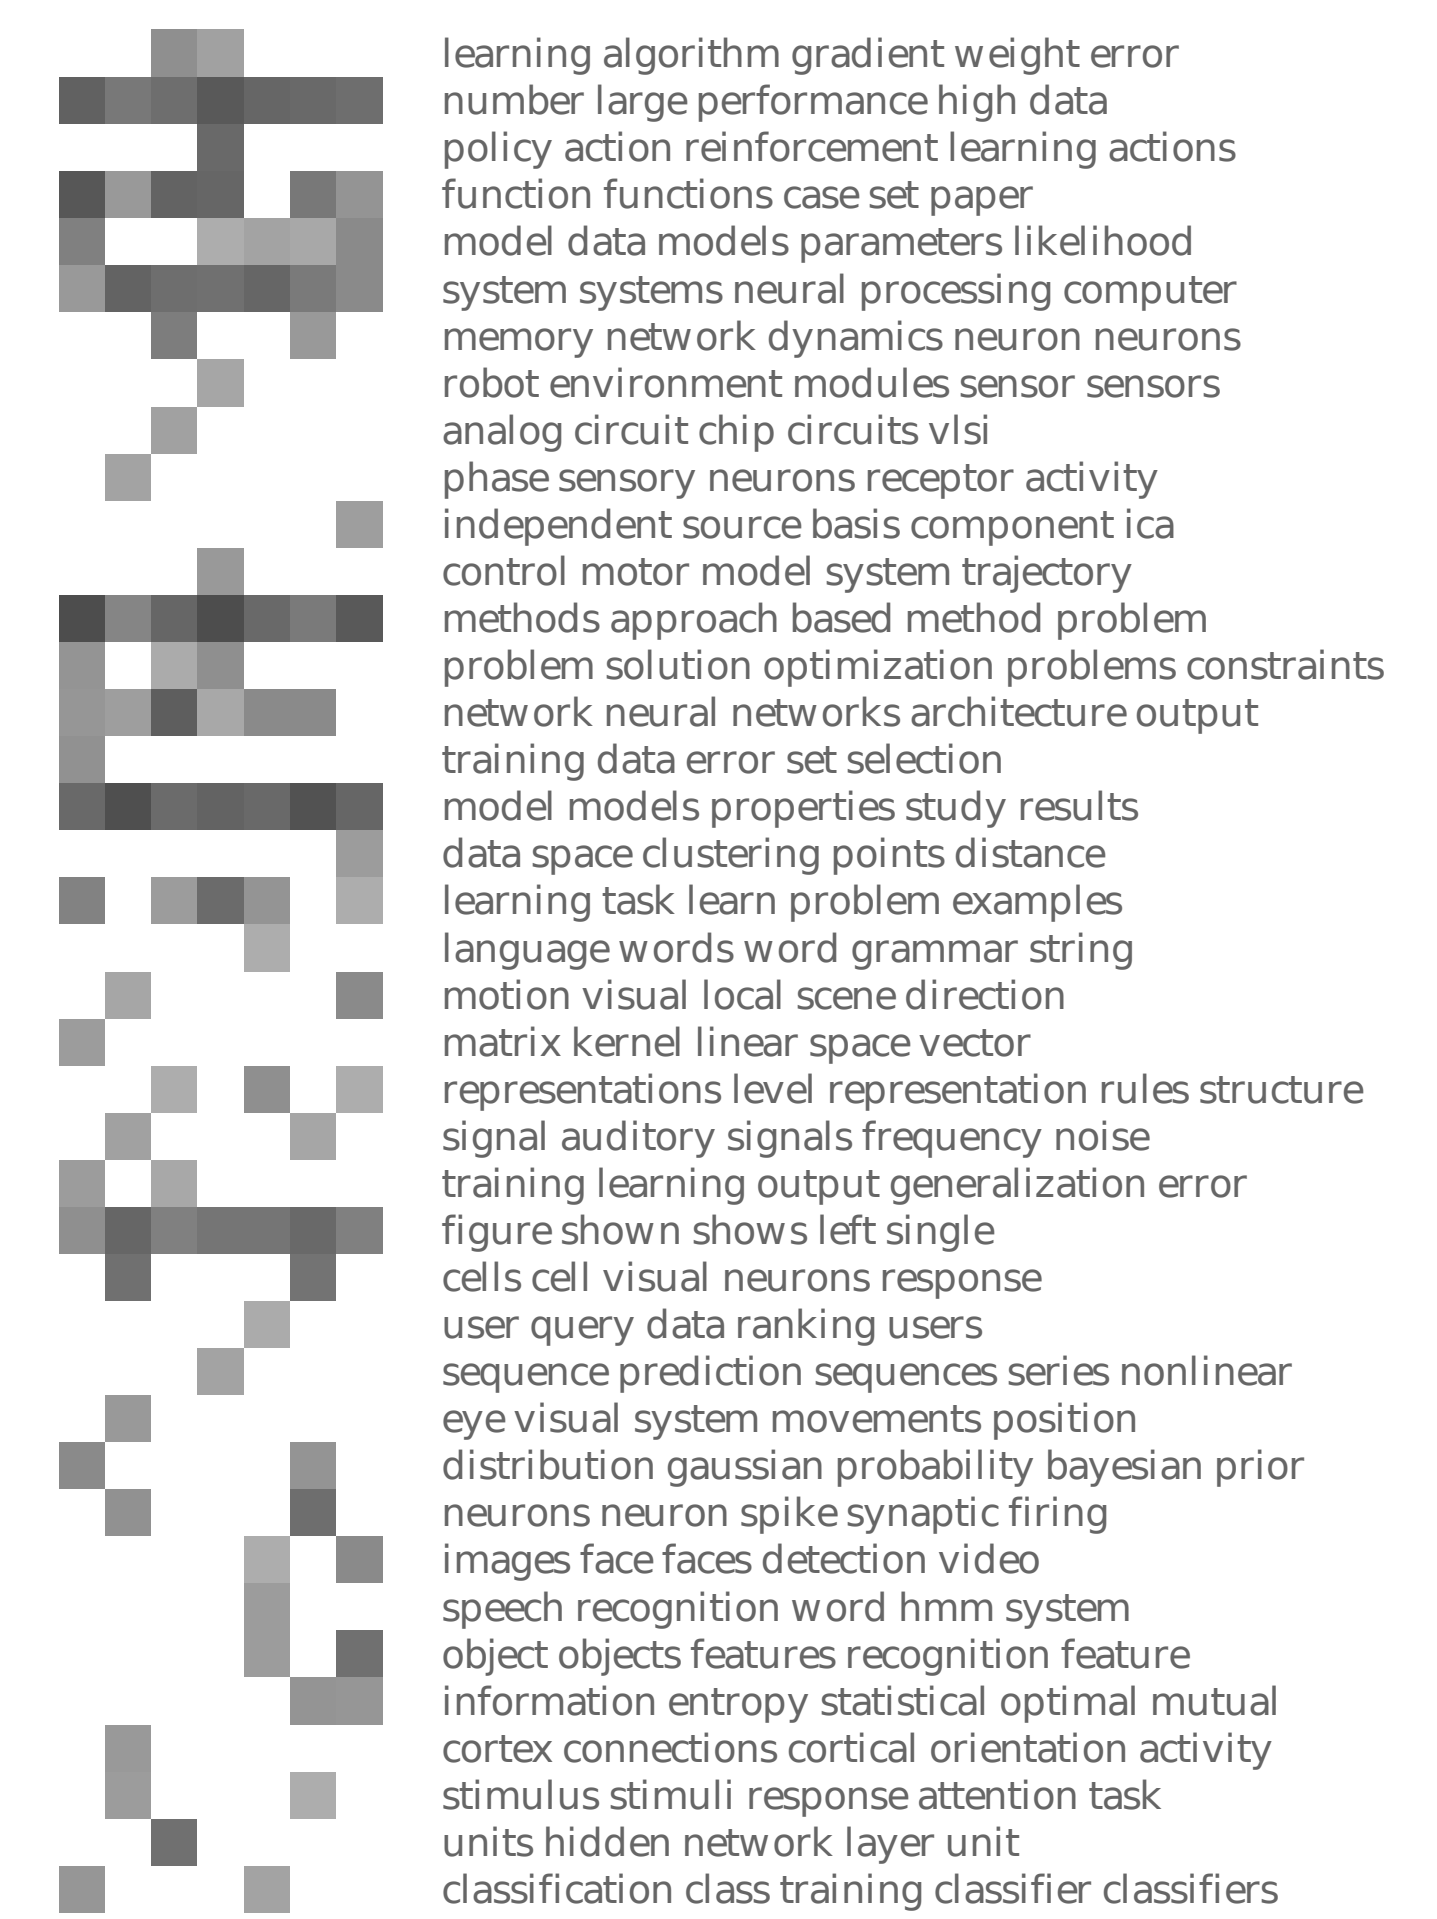 learning algorithm gradient weight error
number large performance high data
policy action reinforcement learning actions
function functions case set paper
model data models parameters likelihood
system systems neural processing computer
memory network dynamics neuron neurons
robot environment modules sensor sensors
analog circuit chip circuits vlsi
phase sensory neurons receptor activity
independent source basis component ica
control motor model system trajectory
methods approach based method problem
problem solution optimization problems constraints
network neural networks architecture output
training data error set selection
model models properties study results
data space clustering points distance
learning task learn problem examples
language words word grammar string
motion visual local scene direction
matrix kernel linear space vector
representations level representation rules structure
signal auditory signals frequency noise
training learning output generalization error
figure shown shows left single
cells cell visual neurons response
user query data ranking users
sequence prediction sequences series nonlinear
eye visual system movements position
distribution gaussian probability bayesian prior
neurons neuron spike synaptic firing
images face faces detection video
speech recognition word hmm system
object objects features recognition feature
information entropy statistical optimal mutual
cortex connections cortical orientation activity
stimulus stimuli response attention task
units hidden network layer unit
classification class training classifier classifiers